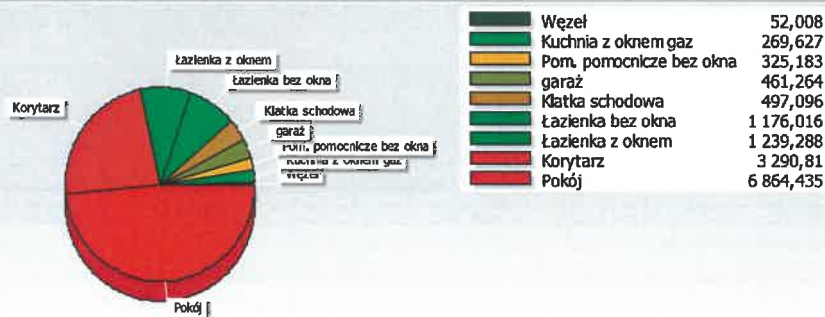 Łazienka z oknem
Łazienka bez okna
Korytarz
Klatka schodowa
garaż
Pom. pomocnicze bez okna
Kuchnia z oknem gaz
Węzeł
Pokój
Węzeł 52,008
Kuchnia z oknem gaz 269,627
Pom. pomocnicze bez okna 325,183
garaż 461,264
Klatka schodowa 497,096
Łazienka bez okna 1 176,016
Łazienka z oknem 1 239,288
Korytarz 3 290,81
Pokój 6 864,435